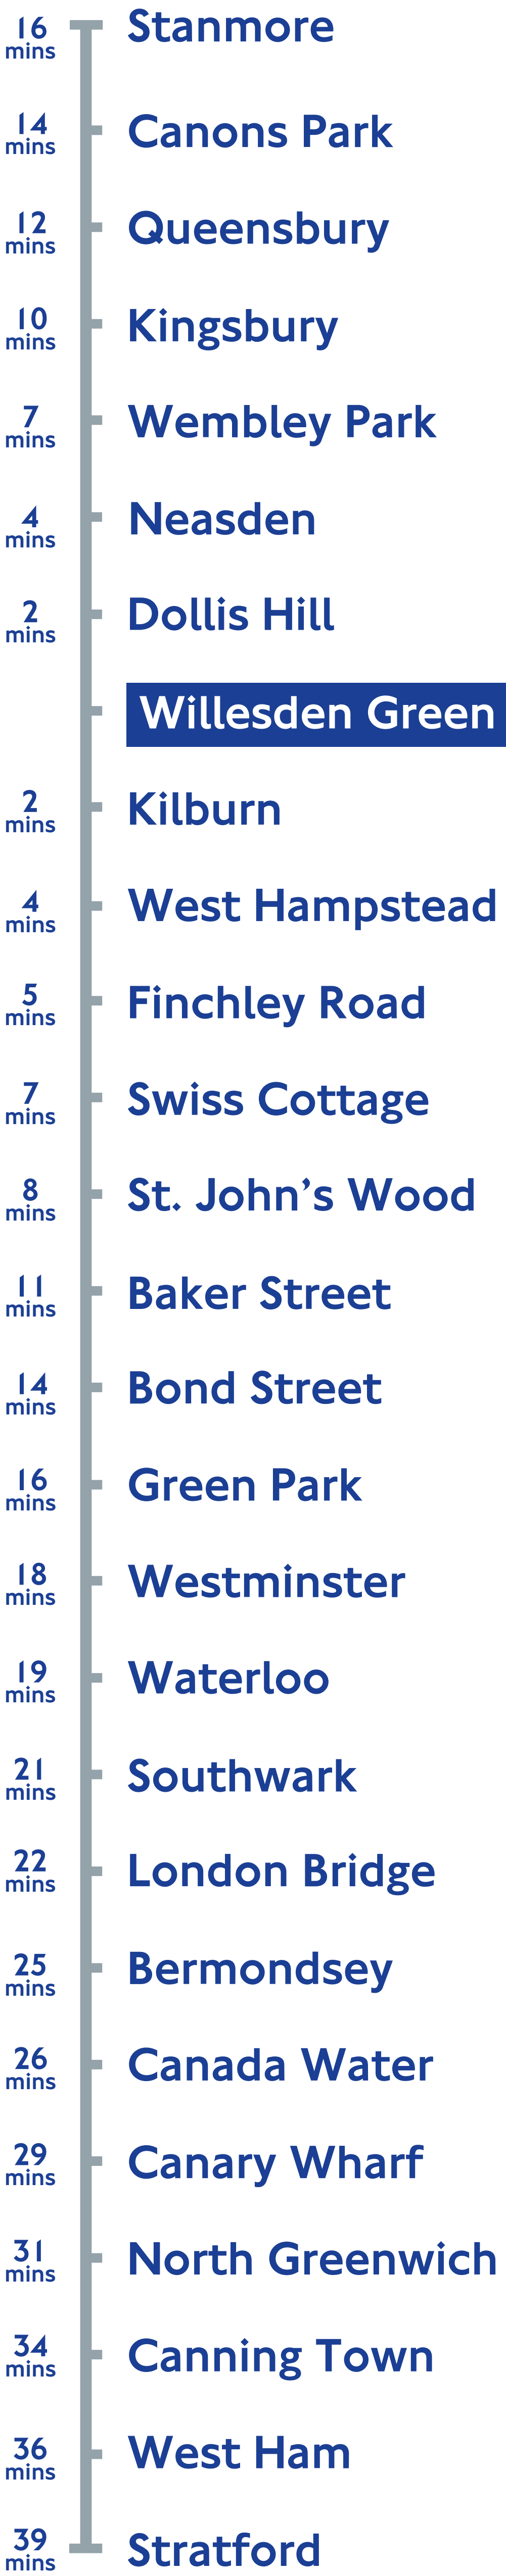 16 mins Stanmore
14 mins Canons Park
12 mins Queensbury
10 mins Kingsbury
7 mins Wembley Park
4 mins Neasden
2 mins Dollis Hill
Willesden Green
2 mins Kilburn
4 mins West Hampstead
5 mins Finchley Road
7 mins Swiss Cottage
8 mins St. John’s Wood
11 mins Baker Street
14 mins Bond Street
16 mins Green Park
18 mins Westminster
19 mins Waterloo
21 mins Southwark
22 mins London Bridge
25 mins Bermondsey
26 mins Canada Water
29 mins Canary Wharf
31 mins North Greenwich
34 mins Canning Town
36 mins West Ham
39 mins Stratford